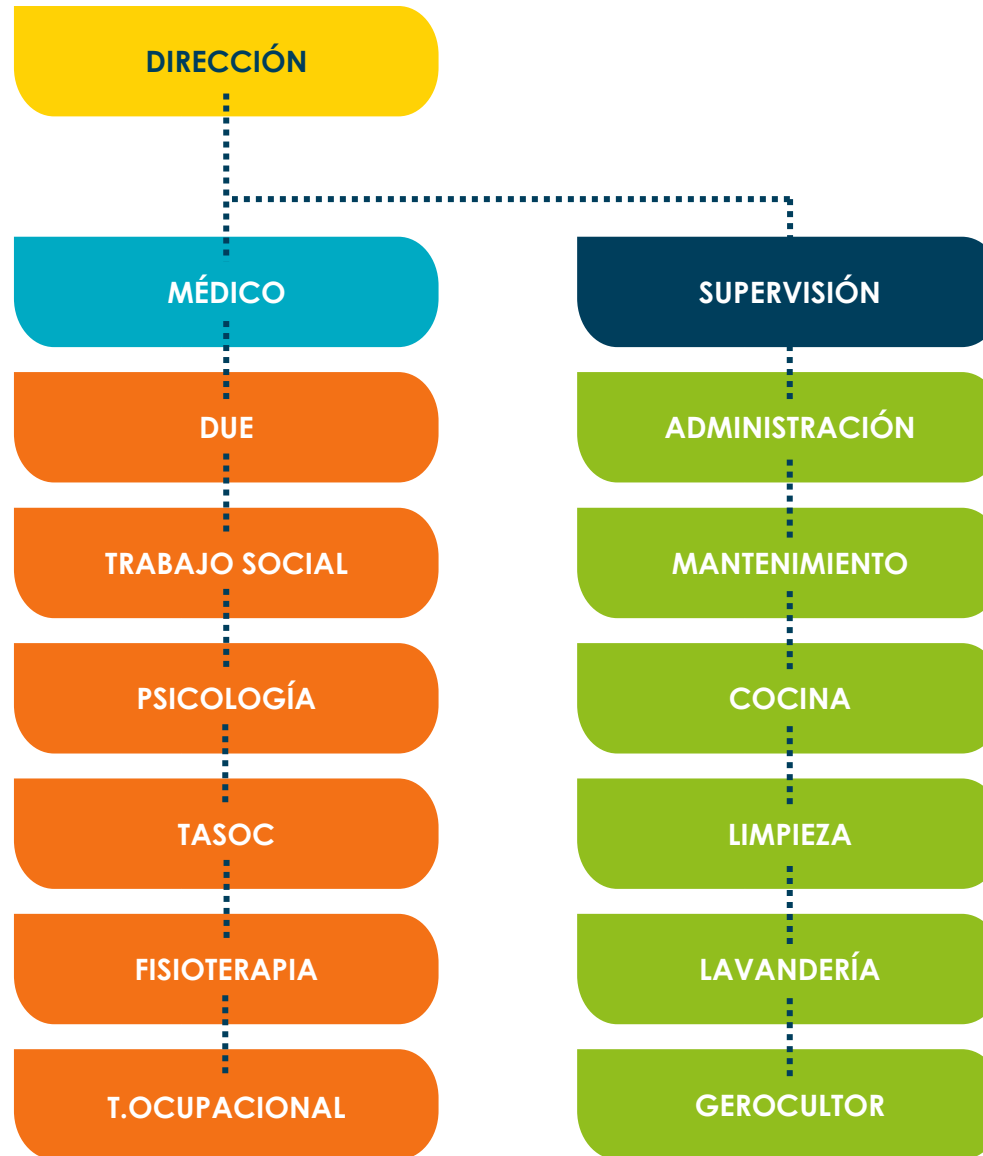 DIRECCIÓN
MÉDICO
SUPERVISIÓN
DUE
ADMINISTRACIÓN
TRABAJO SOCIAL
MANTENIMIENTO
PSICOLOGÍA
COCINA
TASOC
LIMPIEZA
FISIOTERAPIA
LAVANDERÍA
T.OCUPACIONAL
GEROCULTOR